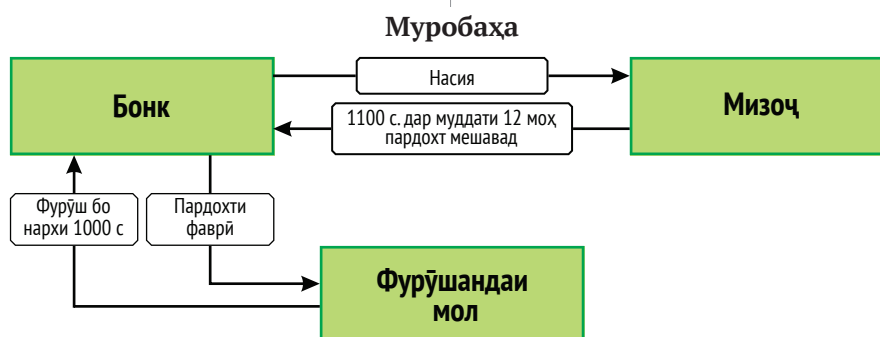 Муробаҳа
Бонк
Насия
1100 с. дар муддати 12 моҳ
пардохт мешавад
Мизоҷ
Фурӯш бо
нархи 1000 с
Пардохти
фаврӣ
Фурӯшандаи
мол